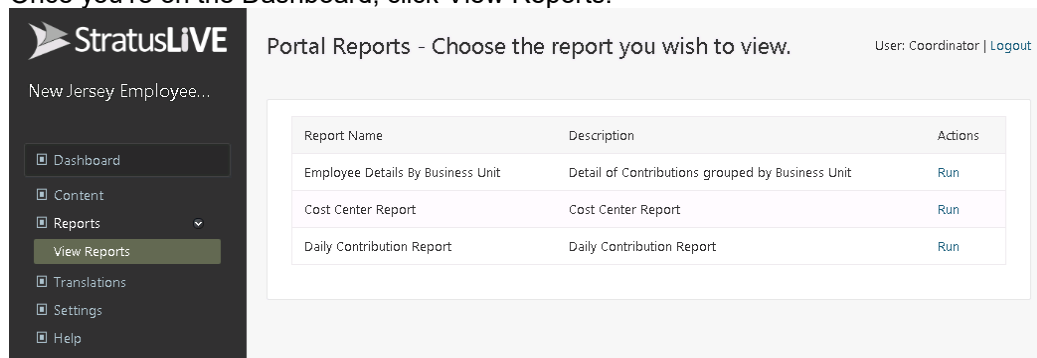 Once you're on the Dashboard, click View Reports.
StratusLiVE
New Jersey Employee...
Dashboard
Content
Reports
View Reports
Translations
Settings
Help
Portal Reports - Choose the report you wish to view.
User: Coordinator | Logout
Report Name Description Actions
Employee Details By Business Unit Detail of Contributions grouped by Business Unit Run
Cost Center Report Cost Center Report Run
Daily Contribution Report Daily Contribution Report Run